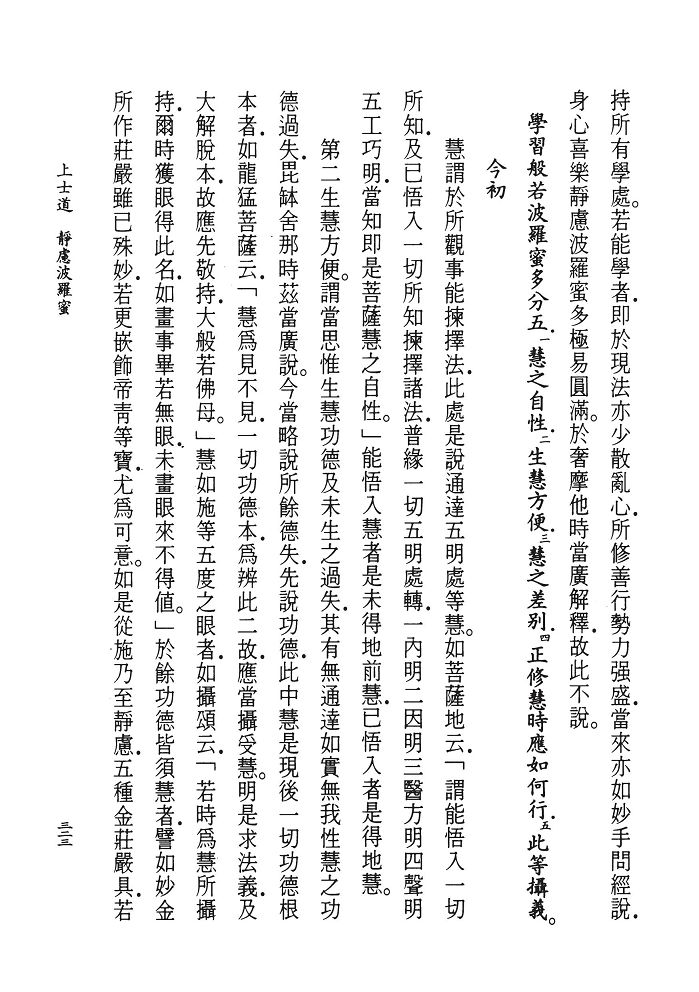 持所有學處。若能學者，即於現法亦少散亂心，所修善行勢力强盛，當來亦如妙手問經說，
身心喜樂靜慮波羅蜜多極易圓滿。於奢摩他時當廣解釋，故此不說。
學習般若波羅蜜多分五，一慧之自性，二生慧方便，三慧之差別，四正修慧時應如何行，五此等攝義。
今初
慧謂於所觀事能揀擇法，此處是說通達五明處等慧。如菩薩地云「謂能悟入一切
所知，及已悟入一切所知揀擇諸法，普緣一切五明處轉，一內明二因明三醫方明四聲明
五工巧明，當知即是菩薩慧之自性。」能悟入慧者是未得地前慧，已悟入者是得地慧。
第二生慧方便。謂當思惟生慧功德及未生之過失，其有無通達如實無我性慧之功
德過失，毘缽舍那時茲當廣說。今當略說所餘德失，先說功德，此中慧是現後一切功德根
本者，如龍猛菩薩云，「慧爲見不見，一切功德本，爲辨此二故，應當攝受慧。明是求法義，及
大解脫本，故應先敬持，大般若佛母。」慧如施等五度之眼者，如攝頌云，「若時爲慧所攝
持，爾時獲眼得此名，如畫事畢若無眼，未畫眼來不得值。」於餘功德皆須慧者，譬如妙金
所作莊嚴雖已殊妙，若更嵌飾帝靑等寶，尤爲可意。如是從施乃至靜慮，五種金莊嚴具，若
上士道　靜慮波羅蜜
三二三